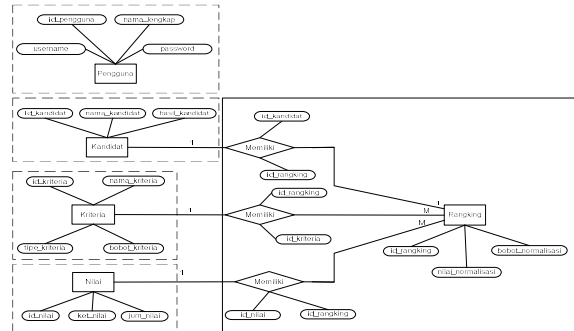 id_pengguna
nama_lengkap
username
password
Pengguna
id_kandidat
nama_kandidat
hasil_kandidat
Kandidat
1
id_kandidat
Memiliki
id_rangking
id_kriteria
nama_kriteria
Kriteria
tipe_kriteria
bobot_kriteria
1
id_rangking
Memiliki
id_kriteria
1
M
M
Rangking
id_rangking
bobot_normalisasi
nilai_normalisasi
Nilai
1
Memiliki
id_nilai
ket_nilai
jum_nilai
id_nilai
id_rangking